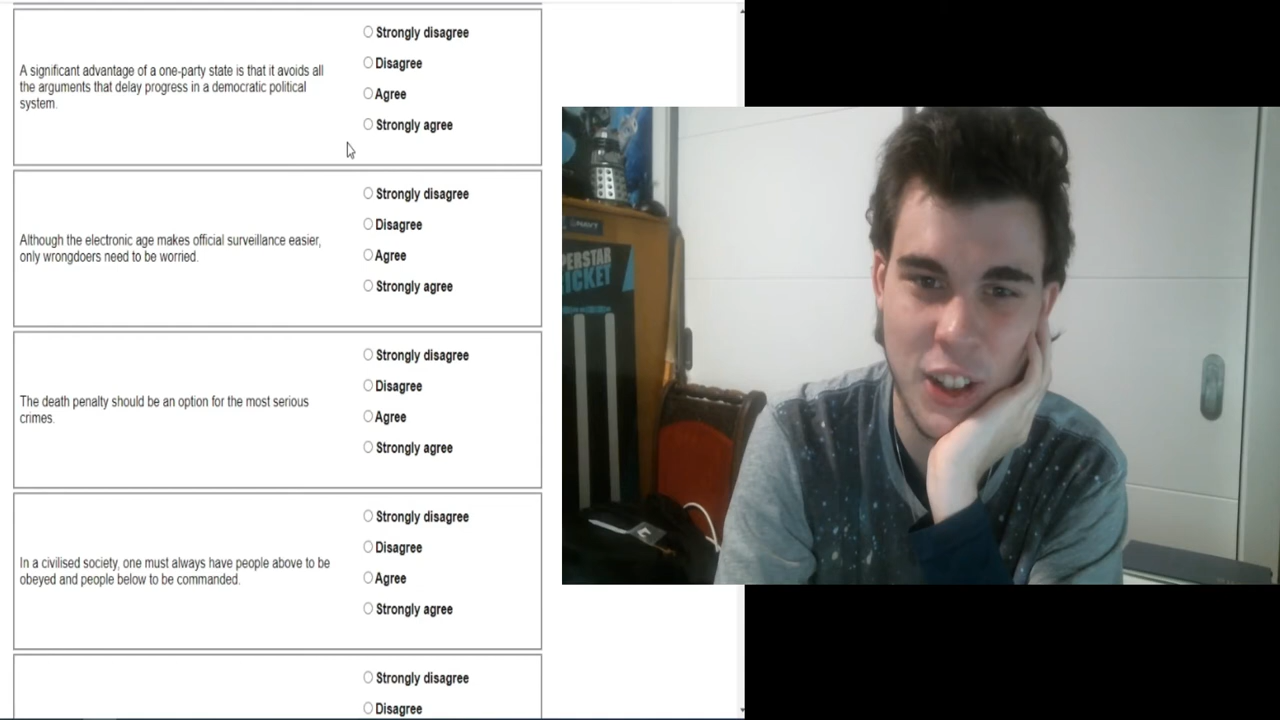 Strongly disagree
A significant advantage of a one-party state is that it avoids all
the arguments that delay progress in a democratic political
system.
Disagree
Agree
Strongly agree
Strongly disagree
Although the electronic age makes official surveillance easier,
only wrongdoers need to be worried.
Disagree
Agree
Strongly agree
Strongly disagree
The death penalty should be an option for the most serious
crimes.
Disagree
Agree
Strongly agree
Strongly disagree
In a civilised society, one must always have people above to be
obeyed and people below to be commanded.
Disagree
Agree
Strongly agree
Strongly disagree
Disagree
PERSTAR
TICKET